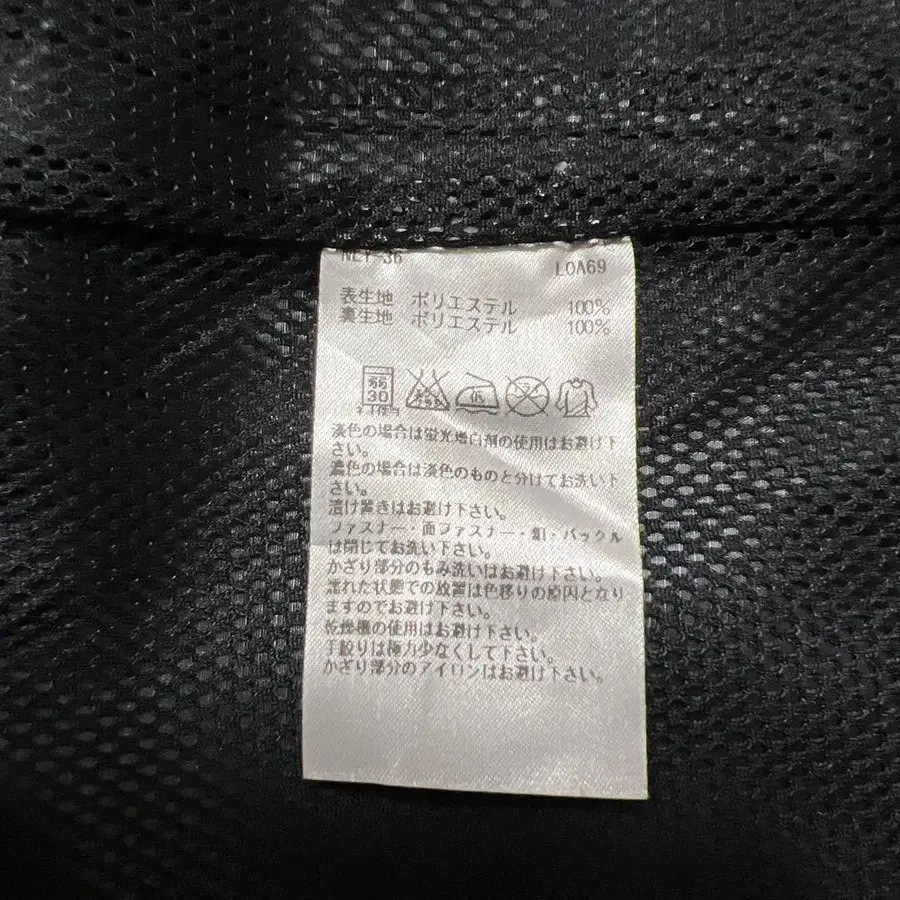 NET-36 LOA69
表生地 ポリエステル 100%
裏生地 ポリエステル 100%
弱
30
淡色の場合は蛍光増白剤の使用はお避け下
さい。
濃色の場合は淡色のものと分けてお洗い下
さい。
漬け置きはお避け下さい。
ファスナー・面ファスナー・釦・バックル
は閉じてお洗い下さい。
かざり部分のもみ洗いはお避け下さい。
濡れた状態での放置は色移りの原因となり
ますのでお避け下さい。
乾燥機の使用はお避け下さい。
手絞りは極力少なくして下さい。
かざり部分のアイロンはお避け下さい。